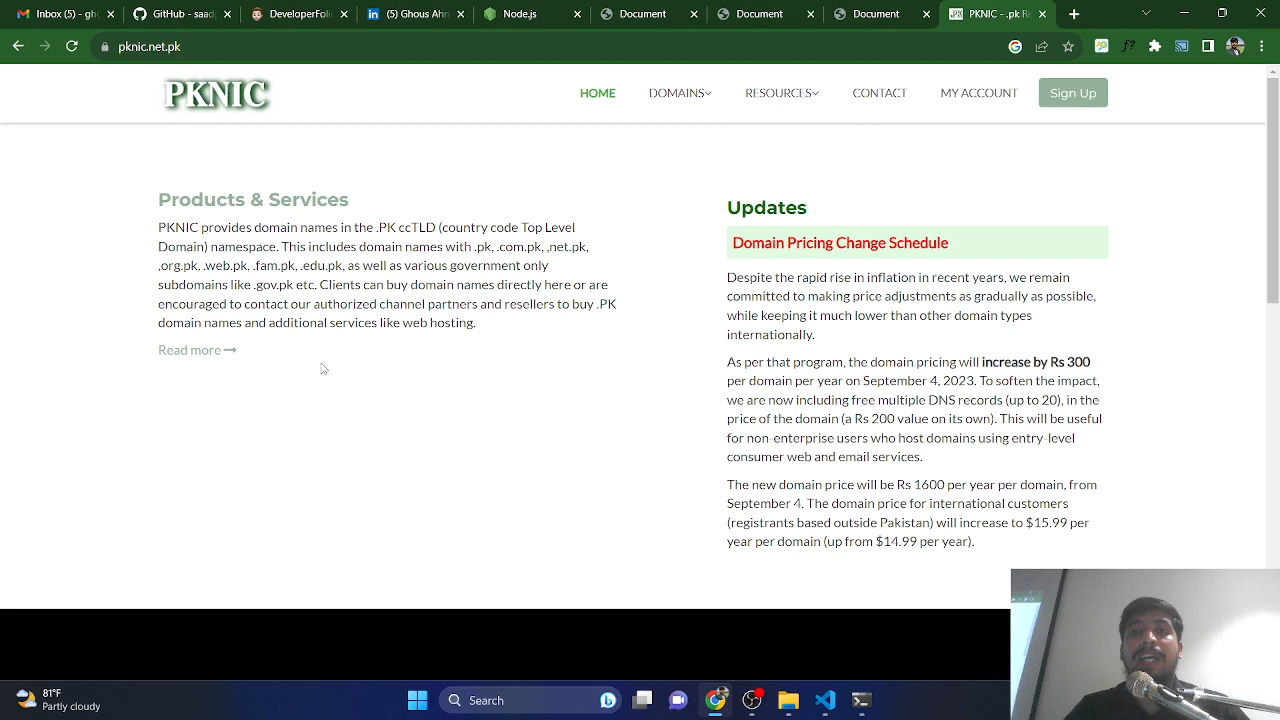 Inbox (5) - gh
GitHub - saad
DeveloperFoli
(5) Ghous Ahm
Node.js
Document
Document
Document
PKNIC - .pk Re
pknic.net.pk
PKNIC
HOME
DOMAINS
RESOURCES
CONTACT
MY ACCOUNT
Sign Up
Products & Services
PKNIC provides domain names in the .PK ccTLD (country code Top Level
Domain) namespace. This includes domain names with .pk, .com.pk, ,net.pk,
,org.pk, .web.pk, .fam.pk, .edu.pk, as well as various government only
subdomains like .gov.pk etc. Clients can buy domain names directly here or are
encouraged to contact our authorized channel partners and resellers to buy .PK
domain names and additional services like web hosting.
Read more
Updates
Domain Pricing Change Schedule
Despite the rapid rise in inflation in recent years, we remain
committed to making price adjustments as gradually as possible,
while keeping it much lower than other domain types
internationally.
As per that program, the domain pricing will increase by Rs 300
per domain per year on September 4, 2023. To soften the impact,
we are now including free multiple DNS records (up to 20), in the
price of the domain (a Rs 200 value on its own). This will be useful
for non-enterprise users who host domains using entry-level
consumer web and email services.
The new domain price will be Rs 1600 per year per domain, from
September 4. The domain price for international customers
(registrants based outside Pakistan) will increase to $15.99 per
year per domain (up from $14.99 per year).
81°F
Partly cloudy
Search